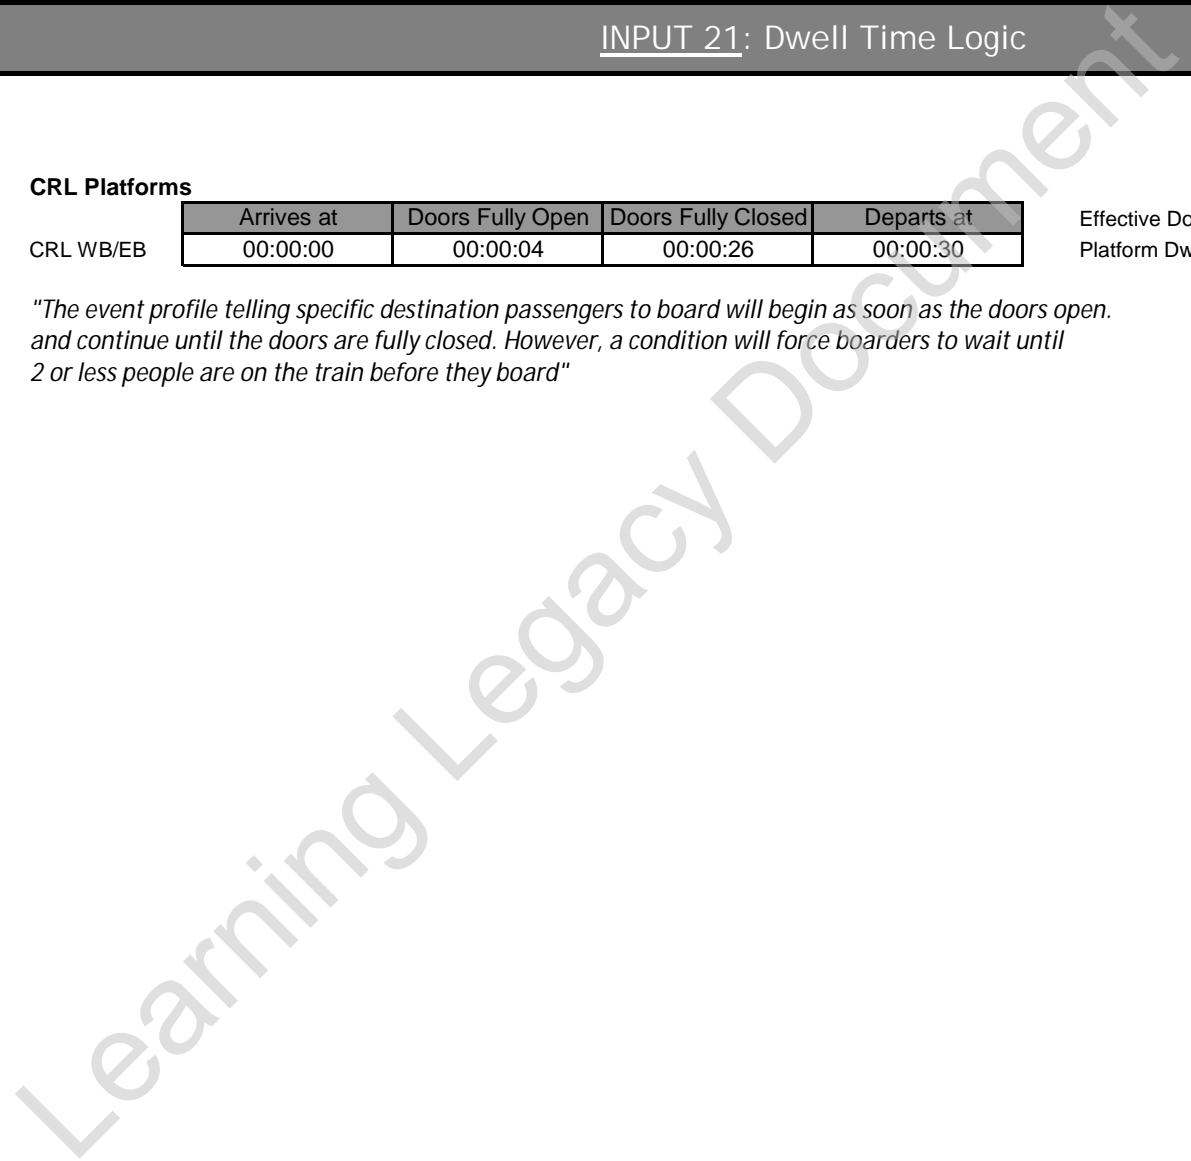 INPUT 21: Dwell Time Logic
CRL Platforms
Arrives at Doors Fully Open Doors Fully Closed Departs at Effective Do
CRL WB/EB 00:00:00 00:00:04 00:00:26 00:00:30 Platform Dw
"The event profile telling specific destination passengers to board will begin as soon as the doors open.
and continue until the doors are fully closed. However, a condition will force boarders to wait until
2 or less people are on the train before they board"
Learning Legacy Document